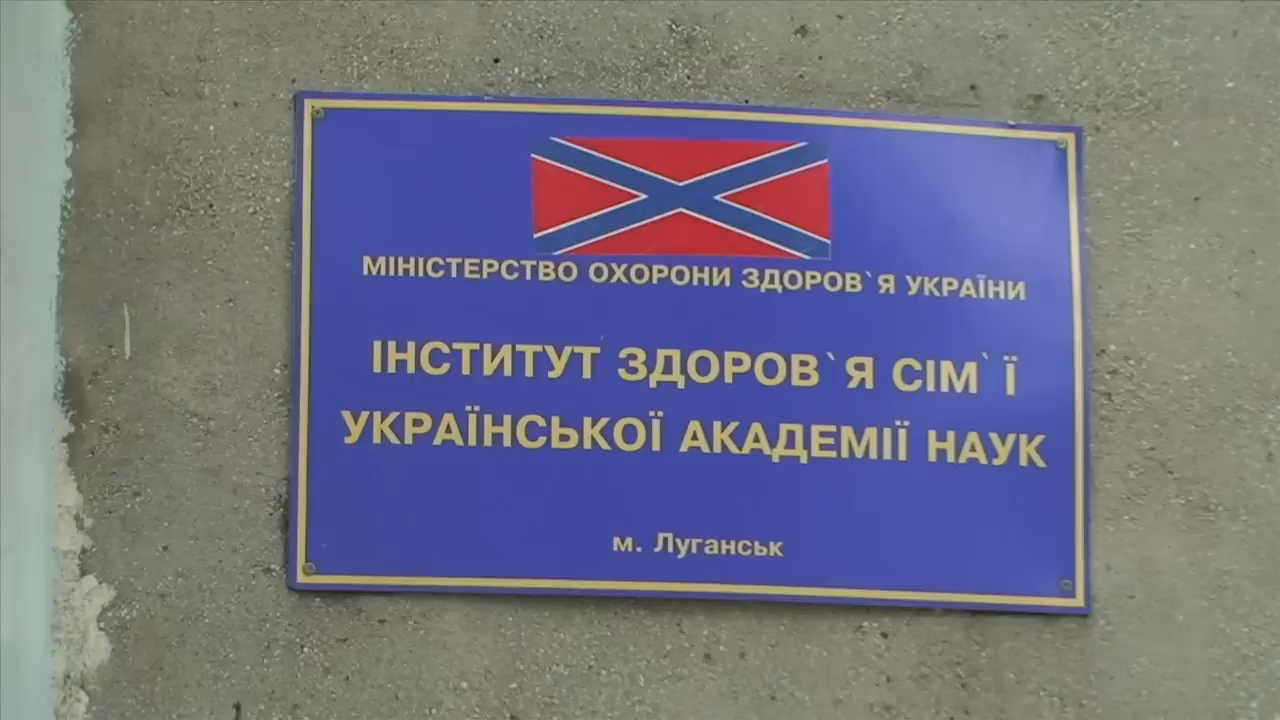 МІНІСТЕРСТВО ОХОРОНИ ЗДОРОВ`Я УКРАЇНИ
ІНСТИТУТ ЗДОРОВ`Я СІМ`Ї
УКРАЇНСЬКОЇ АКАДЕМІЇ НАУК
м. Луганськ